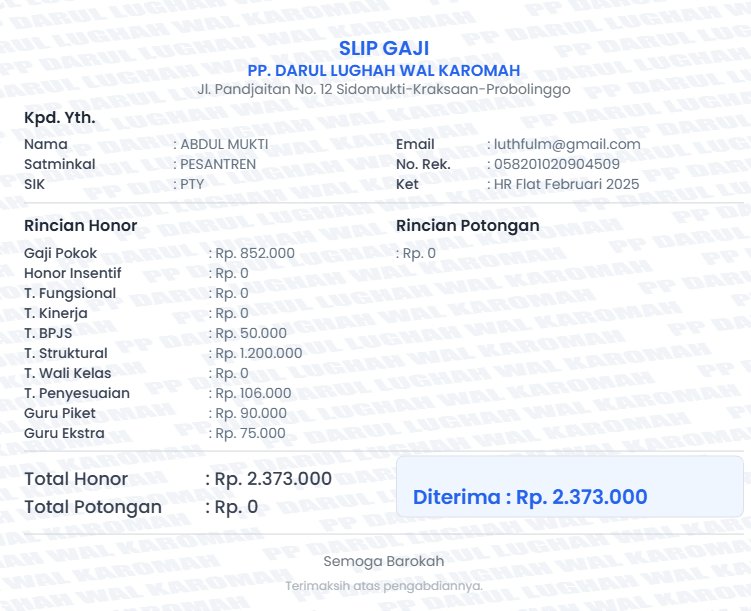 SLIP GAJI
PP. DARUL LUGHAH WAL KAROMAH
Jl. Pandjaitan No. 12 Sidomukti-Kraksaan-Probolinggo
Kpd. Yth.
Nama : ABDUL MUKTI Email : luthfulm@gmail.com
Satminkal : PESANTREN No. Rek. : 058201020904509
SIK : PTY Ket : HR Flat Februari 2025
Rincian Honor Rincian Potongan
Gaji Pokok : Rp. 852.000 : Rp. 0
Honor Insentif : Rp. 0
T. Fungsional : Rp. 0
T. Kinerja : Rp. 0
T. BPJS : Rp. 50.000
T. Struktural : Rp. 1.200.000
T. Wali Kelas : Rp. 0
T. Penyesuaian : Rp. 106.000
Guru Piket : Rp. 90.000
Guru Ekstra : Rp. 75.000
Total Honor : Rp. 2.373.000
Total Potongan : Rp. 0
Diterima : Rp. 2.373.000
Semoga Barokah
Terimaksih atas pengabdiannya.
PP DARUL LUGHAH WAL KAROMAH